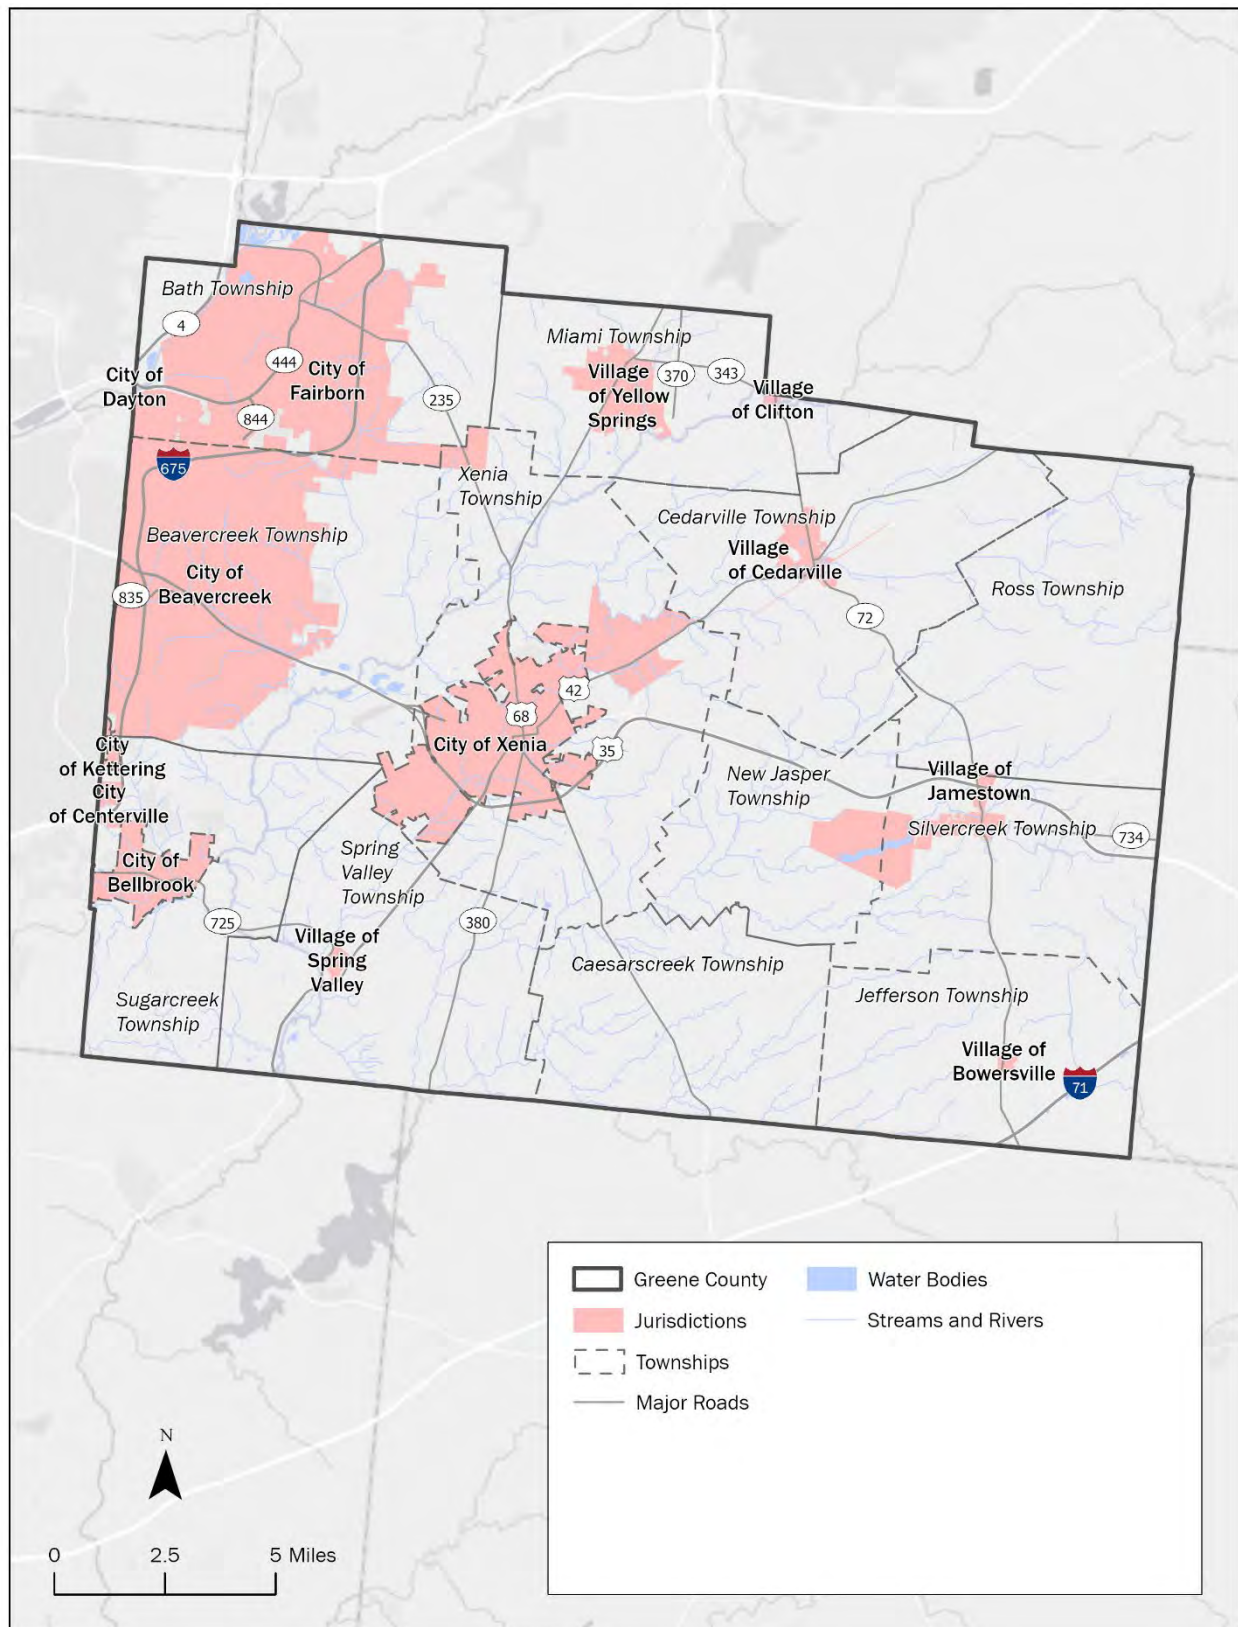 Bath Township
4
City of
Dayton
444
City of
Fairborn
844
235
Miami Township
Village
of Yellow
Springs
370
343
Village
of Clifton
675
Xenia
Township
Beavercreek Township
City of
Beavercreek
835
Cedarville Township
Village
of Cedarville
Ross Township
72
42
68
City of Xenia
35
City
of Kettering
City
of Centerville
New Jasper
Township
Village of
Jamestown
Silvercreek Township
734
City of
Bellbrook
Spring
Valley
Township
725
380
Village of
Spring
Valley
Caesarscreek Township
Sugarcreek
Township
Jefferson Township
Village of
Bowersville
71
Greene County
Jurisdictions
Townships
Major Roads
Water Bodies
Streams and Rivers
N
0 2.5 5 Miles